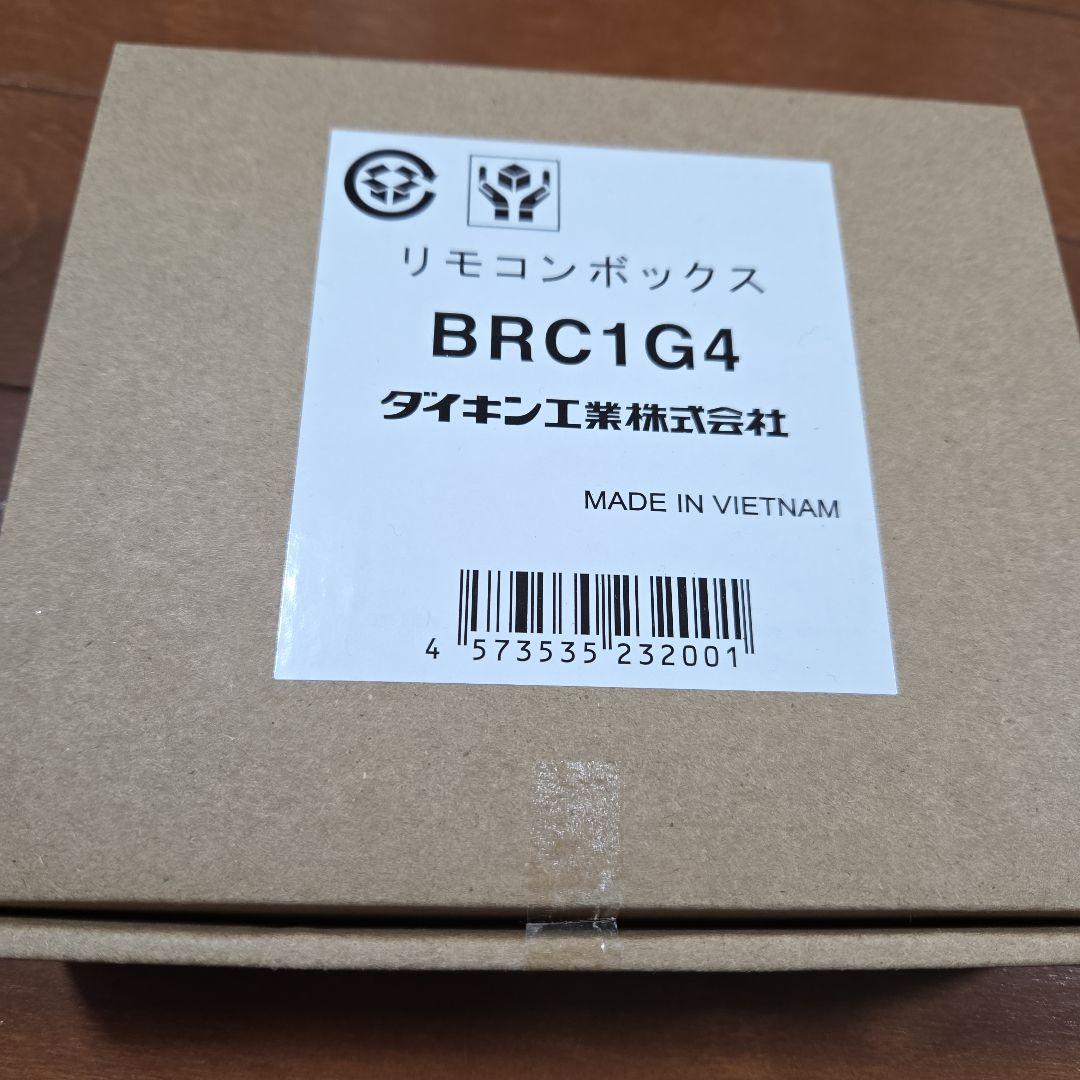 リモコンボックス
BRC1G4
ダイキン工業株式会社
MADE IN VIETNAM
4 573535 232001